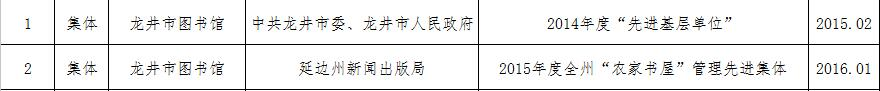 1 集体 龙井市图书馆 中共龙井市委、龙井市人民政府 2014年度“先进基层单位” 2015.02
2 集体 龙井市图书馆 延边州新闻出版局 2015年度全州“农家书屋”管理先进集体 2016.01